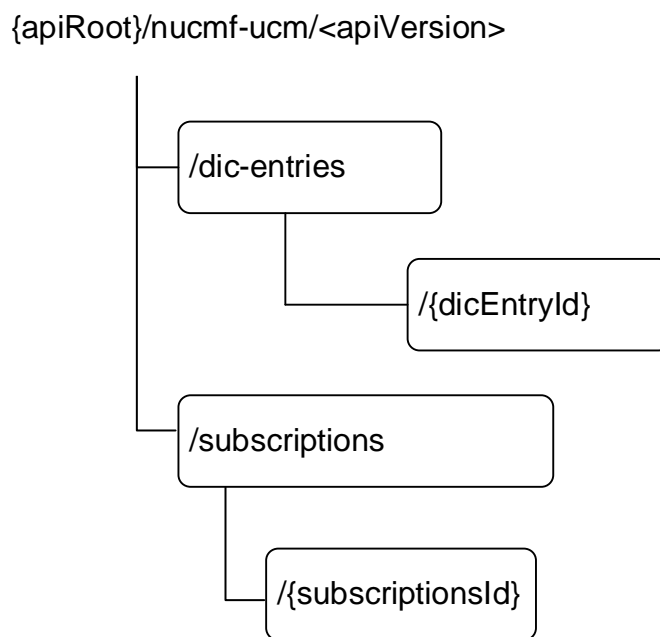 {apiRoot}/nucmf-ucm/<apiVersion>
/dic-entries
/{dicEntryId}
/subscriptions
/{subscriptionsId}